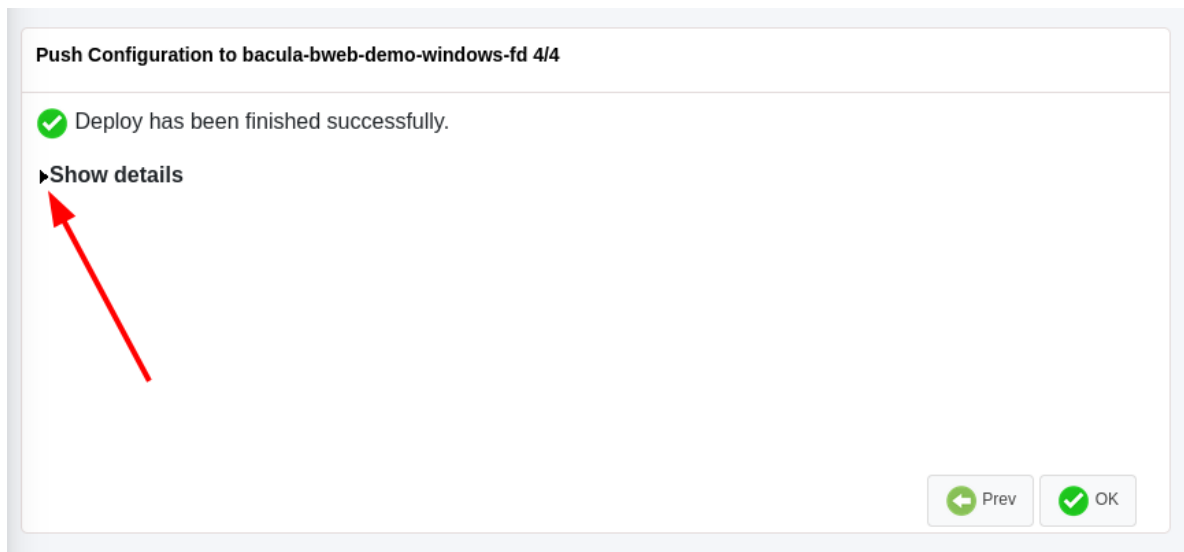 Push Configuration to bacula-bweb-demo-windows-fd 4/4
Deploy has been finished successfully.
Show details
Prev
OK